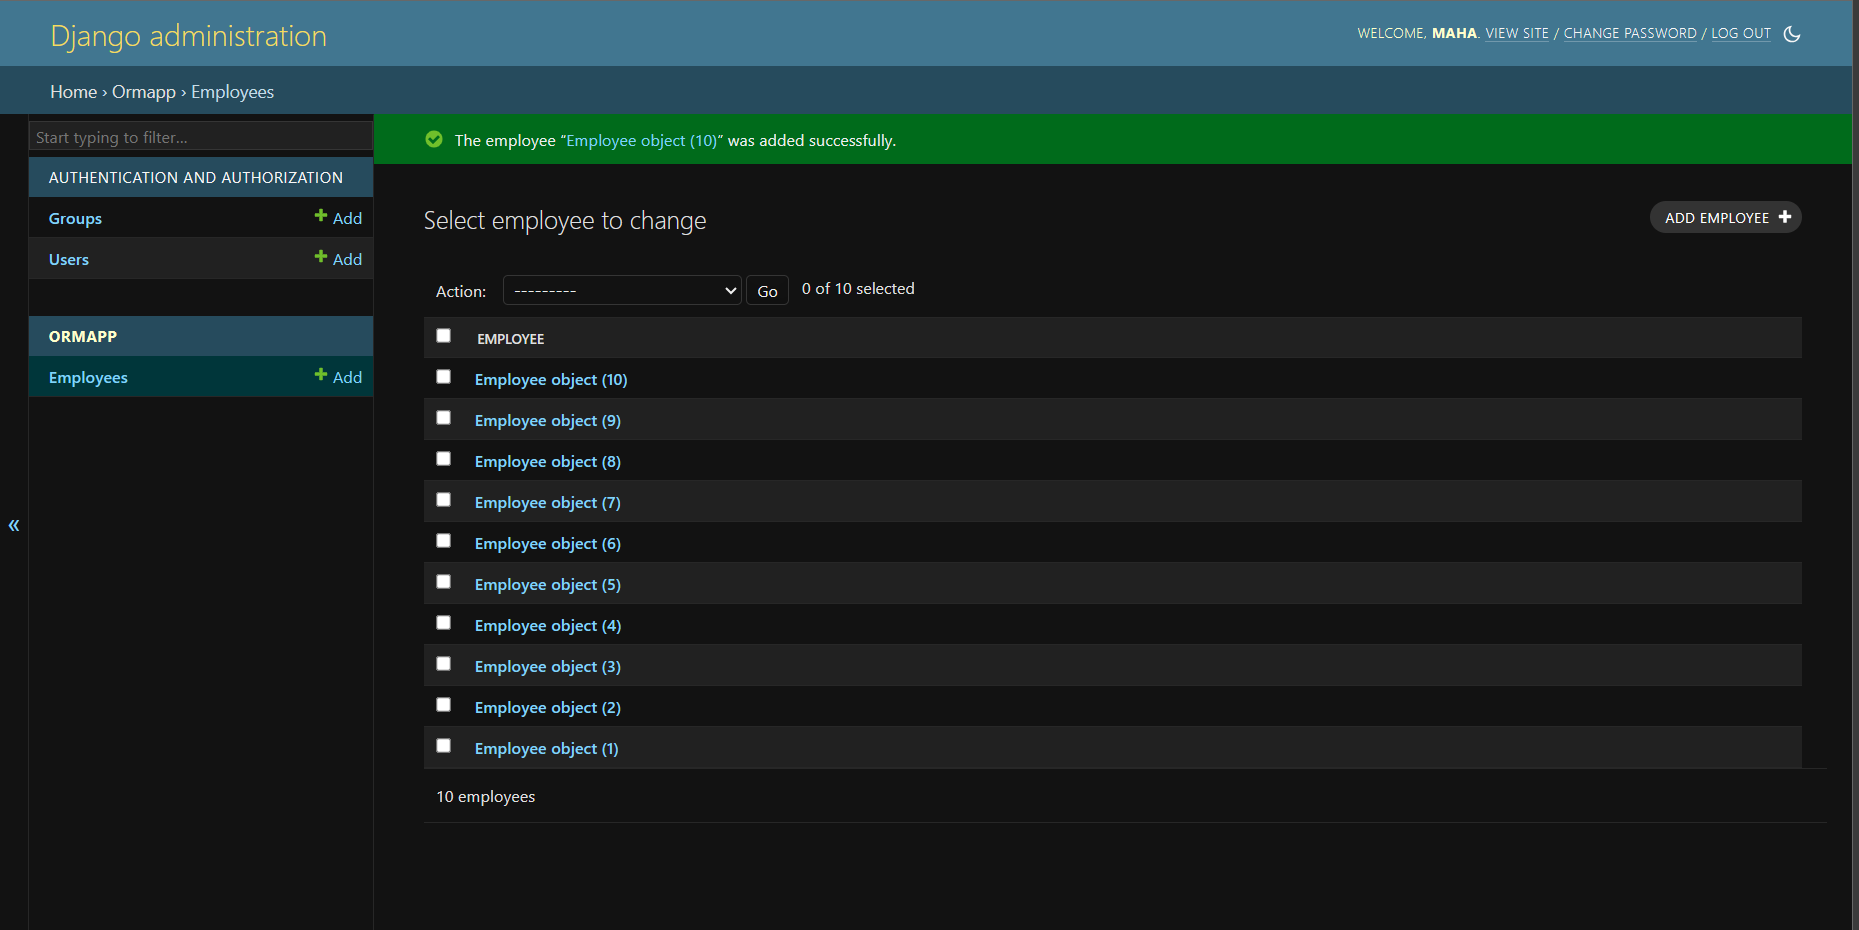 Django administration
WELCOME, MAHA. VIEW SITE / CHANGE PASSWORD / LOG OUT
Home › Ormapp › Employees
Start typing to filter...
AUTHENTICATION AND AUTHORIZATION
Groups
Add
Users
Add
ORMAPP
Employees
Add
«
The employee “Employee object (10)” was added successfully.
Select employee to change
ADD EMPLOYEE
Action: --------- Go 0 of 10 selected
EMPLOYEE
Employee object (10)
Employee object (9)
Employee object (8)
Employee object (7)
Employee object (6)
Employee object (5)
Employee object (4)
Employee object (3)
Employee object (2)
Employee object (1)
10 employees